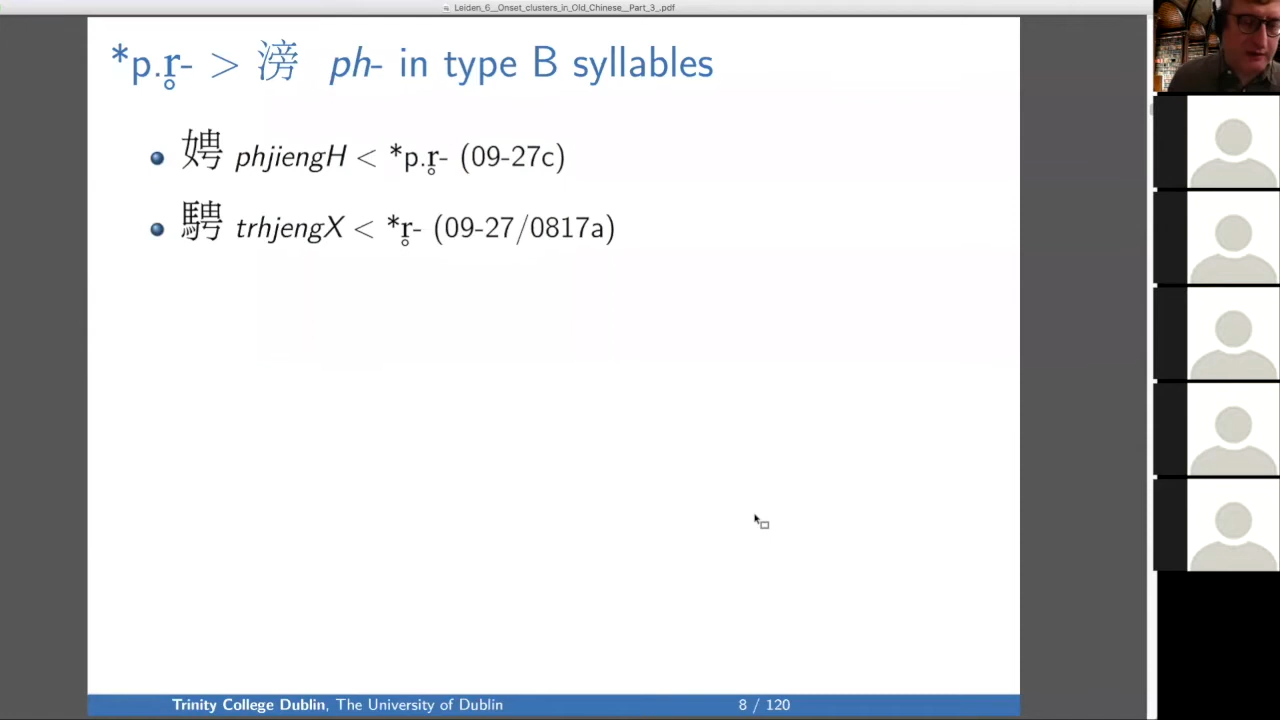 Leiden_6__Onset_clusters_in_Old_Chinese__Part_3_.pdf
*p.r̥- > 滂 ph- in type B syllables
娉 phjiengH < *p.r̥- (09-27c)
騁 trhjengX < *r̥- (09-27/0817a)
Trinity College Dublin, The University of Dublin 8 / 120